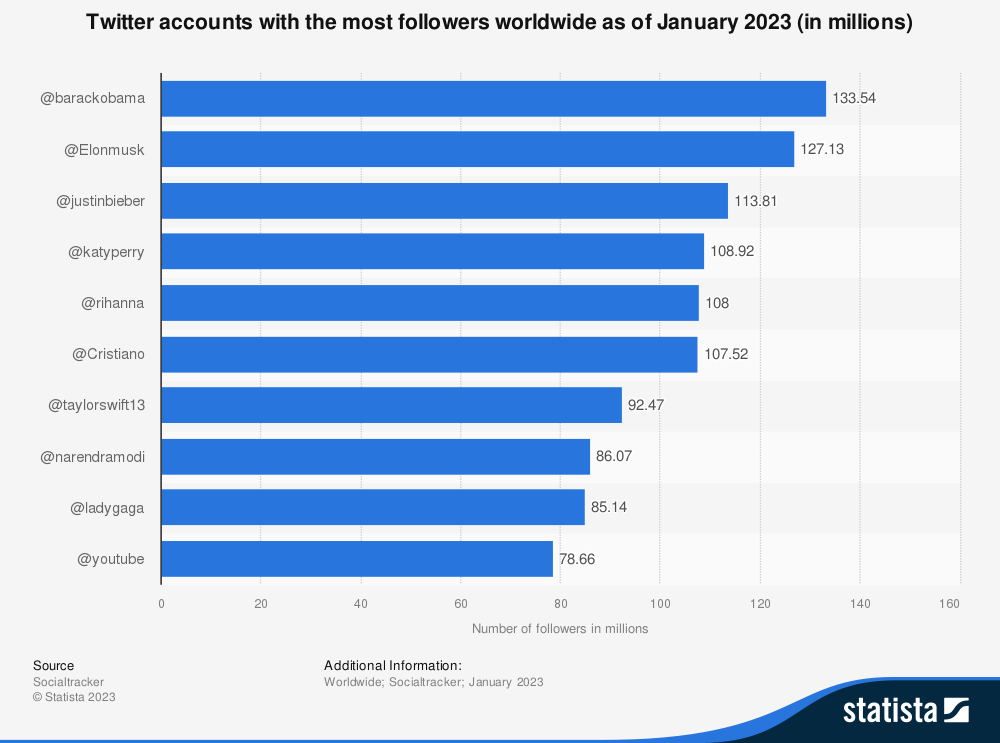 Twitter accounts with the most followers worldwide as of January 2023 (in millions)
@barackobama 133.54
@Elonmusk 127.13
@justinbieber 113.81
@katyperry 108.92
@rihanna 108
@Cristiano 107.52
@taylorswift13 92.47
@narendramodi 86.07
@ladygaga 85.14
@youtube 78.66
0 20 40 60 80 100 120 140 160
Number of followers in millions
Source
Socialtracker
© Statista 2023
Additional Information:
Worldwide; Socialtracker; January 2023
statista